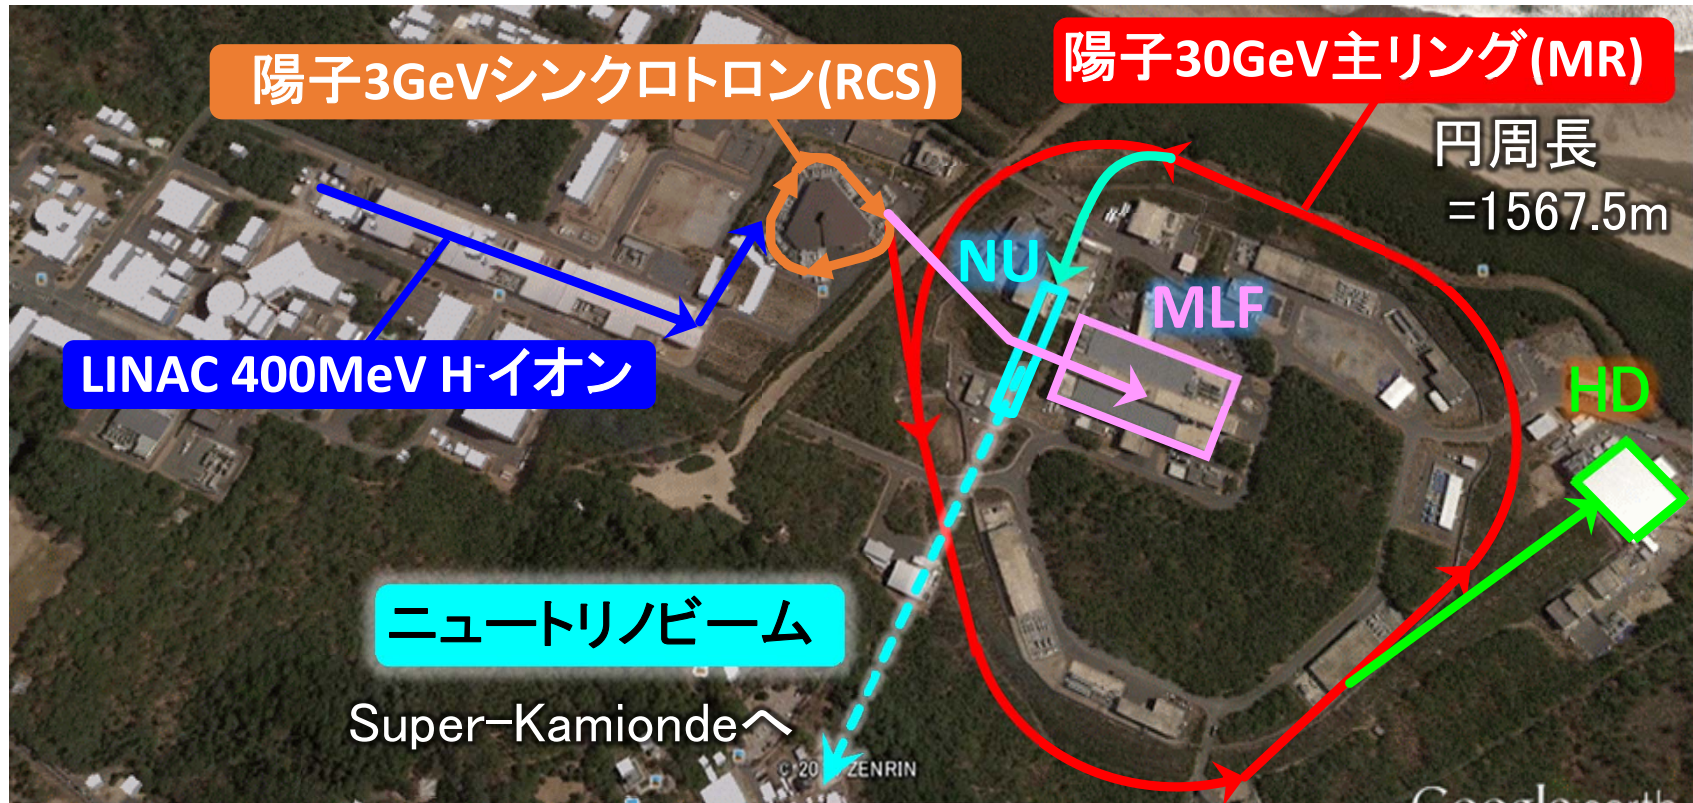 陽子3GeVシンクロトロン(RCS)
陽子30GeV主リング(MR)
円周長
=1567.5m
NU
MLF
LINAC 400MeV H-イオン
HD
ニュートリノビーム
Super-Kamiondeへ
ZENRIN